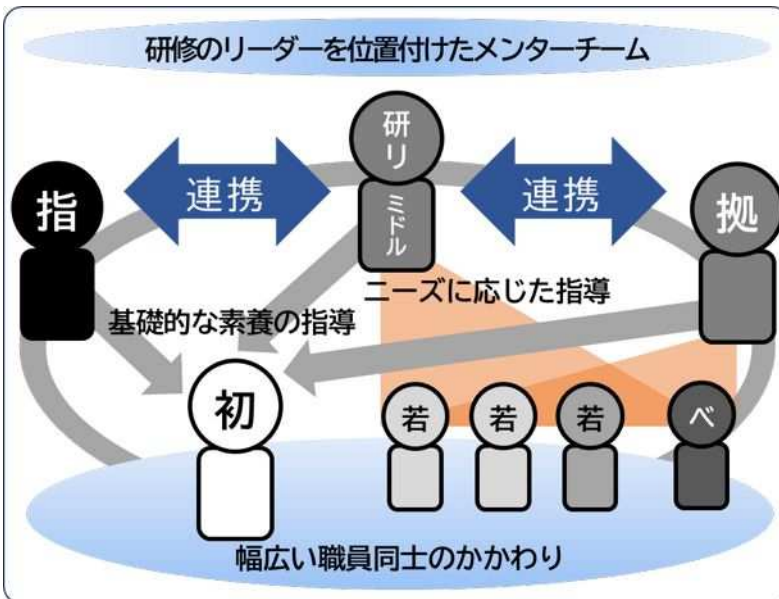 研修のリーダーを位置付けたメンターチーム
研リ
ミドル
指
連携
連携
拠
ニーズに応じた指導
基礎的な素養の指導
初
若
若
若
ベ
幅広い職員同士のかかわり